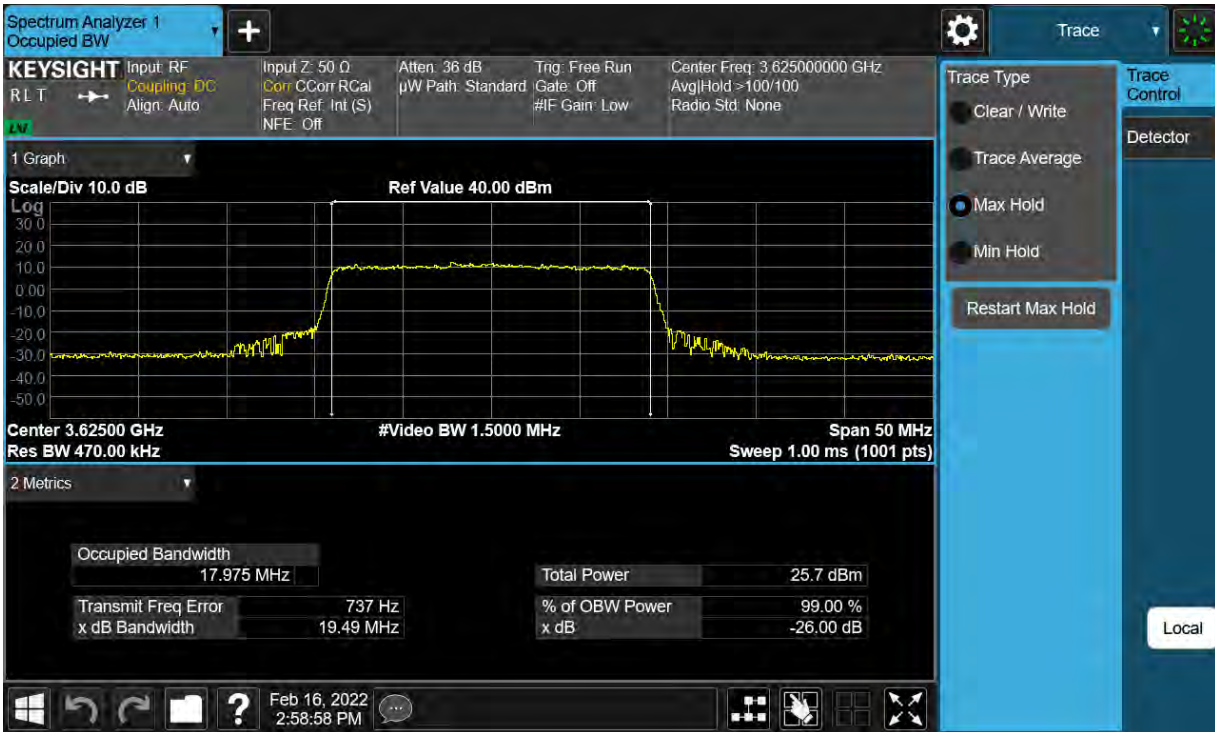 Spectrum Analyzer 1
Occupied BW
Trace
KEYSIGHT
RLT
LXI
Input: RF
Coupling: DC
Align: Auto
Input Z: 50 Ω
Corr CCorr RCal
Freq Ref: Int (S)
NFE: Off
Atten: 36 dB
µW Path: Standard
Trig: Free Run
Gate: Off
#IF Gain: Low
Center Freq: 3.625000000 GHz
Avg|Hold >100/100
Radio Std: None
Trace Type
Clear / Write
Trace Average
Max Hold
Min Hold
Restart Max Hold
Trace
Control
Detector
Local
1 Graph
Scale/Div 10.0 dB
Ref Value 40.00 dBm
Log
30.0
20.0
10.0
0.00
-10.0
-20.0
-30.0
-40.0
-50.0
Center 3.62500 GHz
#Video BW 1.5000 MHz
Span 50 MHz
Res BW 470.00 kHz
Sweep 1.00 ms (1001 pts)
2 Metrics
Occupied Bandwidth
17.975 MHz
Total Power 25.7 dBm
Transmit Freq Error 737 Hz
% of OBW Power 99.00 %
x dB Bandwidth 19.49 MHz
x dB -26.00 dB
?
Feb 16, 2022
2:58:58 PM